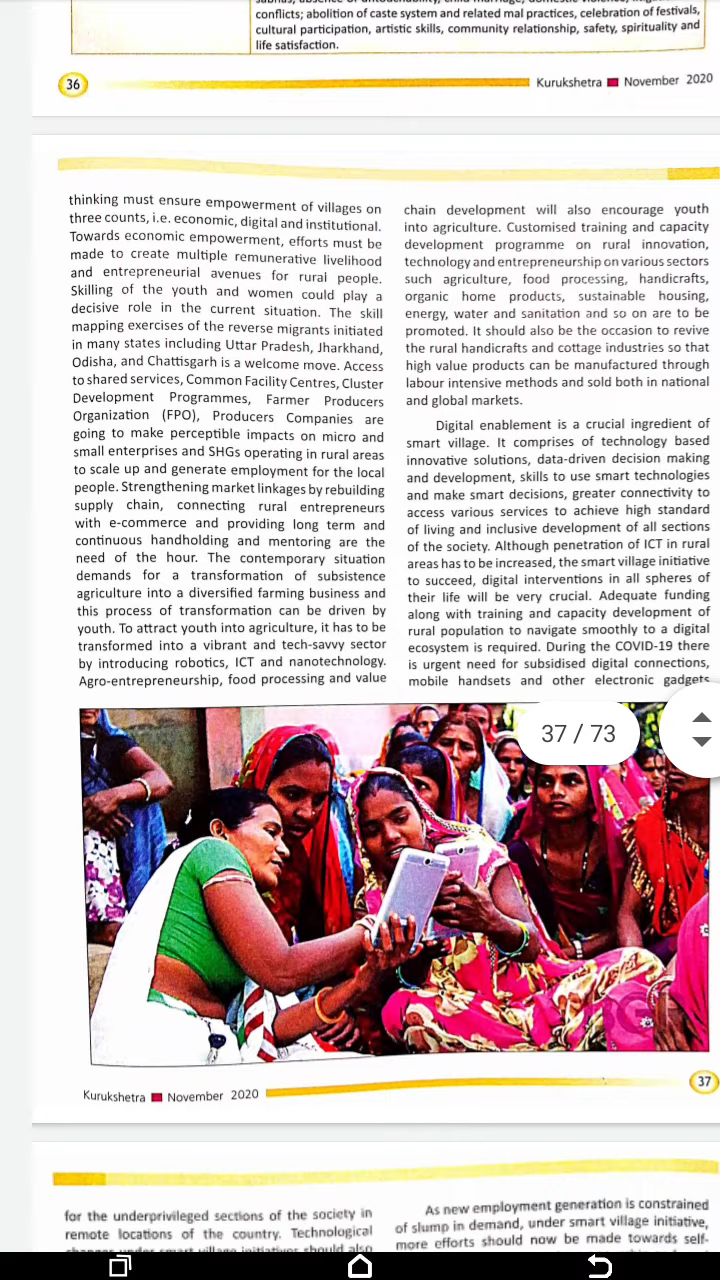 conflicts; abolition of caste system and related mal practices, celebration of festivals,
cultural participation, artistic skills, community relationship, safety, spirituality and
life satisfaction.
36
Kurukshetra ■ November 2020
thinking must ensure empowerment of villages on
three counts, i.e. economic, digital and institutional.
Towards economic empowerment, efforts must be
made to create multiple remunerative livelihood
and entrepreneurial avenues for rural people.
Skilling of the youth and women could play a
decisive role in the current situation. The skill
mapping exercises of the reverse migrants initiated
in many states including Uttar Pradesh, Jharkhand,
Odisha, and Chattisgarh is a welcome move. Access
to shared services, Common Facility Centres, Cluster
Development Programmes, Farmer Producers
Organization (FPO), Producers Companies are
going to make perceptible impacts on micro and
small enterprises and SHGs operating in rural areas
to scale up and generate employment for the local
people. Strengthening market linkages by rebuilding
supply chain, connecting rural entrepreneurs
with e-commerce and providing long term and
continuous handholding and mentoring are the
need of the hour. The contemporary situation
demands for a transformation of subsistence
agriculture into a diversified farming business and
this process of transformation can be driven by
youth. To attract youth into agriculture, it has to be
transformed into a vibrant and tech-savvy sector
by introducing robotics, ICT and nanotechnology.
Agro-entrepreneurship, food processing and value
chain development will also encourage youth
into agriculture. Customised training and capacity
development programme on rural innovation,
technology and entrepreneurship on various sectors
such agriculture, food processing, handicrafts,
organic home products, sustainable housing,
energy, water and sanitation and so on are to be
promoted. It should also be the occasion to revive
the rural handicrafts and cottage industries so that
high value products can be manufactured through
labour intensive methods and sold both in national
and global markets.
Digital enablement is a crucial ingredient of
smart village. It comprises of technology based
innovative solutions, data-driven decision making
and development, skills to use smart technologies
and make smart decisions, greater connectivity to
access various services to achieve high standard
of living and inclusive development of all sections
of the society. Although penetration of ICT in rural
areas has to be increased, the smart village initiative
to succeed, digital interventions in all spheres of
their life will be very crucial. Adequate funding
along with training and capacity development of
rural population to navigate smoothly to a digital
ecosystem is required. During the COVID-19 there
is urgent need for subsidised digital connections,
mobile handsets and other electronic gadgets
37 / 73
Kurukshetra ■ November 2020
37
for the underprivileged sections of the society in
remote locations of the country. Technological
As new employment generation is constrained
of slump in demand, under smart village initiative,
more efforts should now be made towards self-